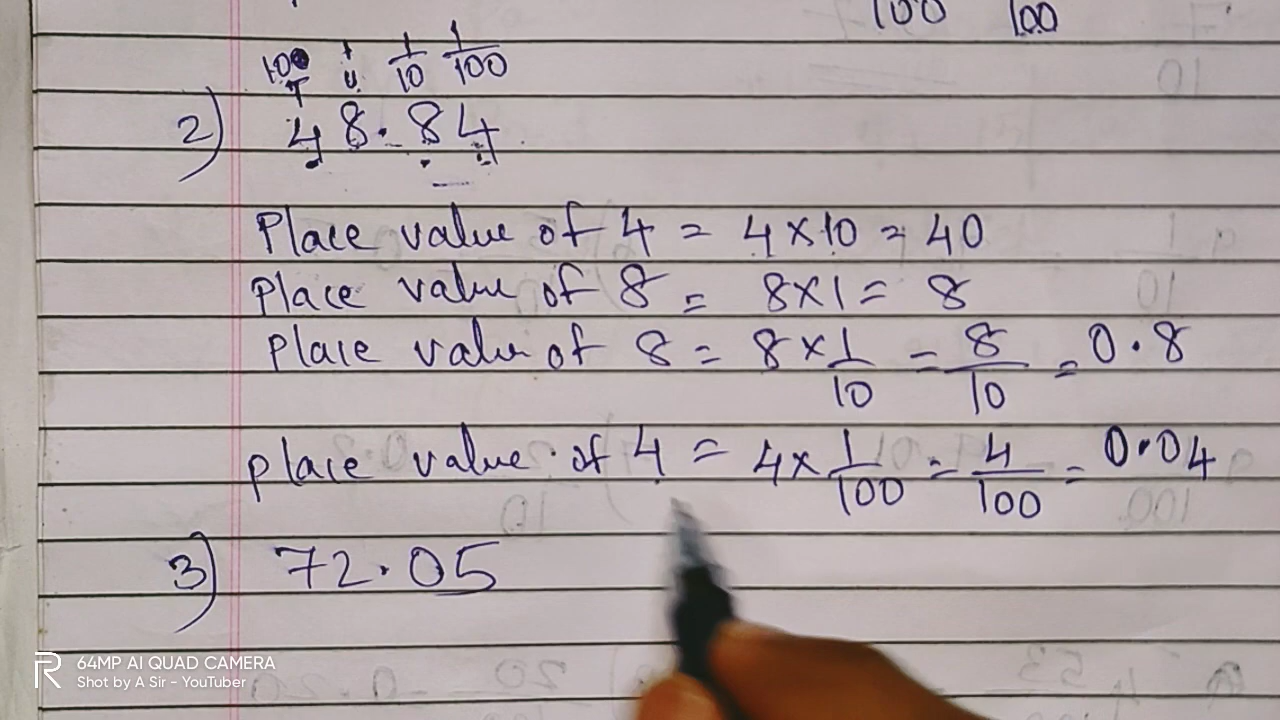 100 100
10 1 1/10 1/100
T U
2) 48.84
Place value of 4 = 4×10 = 40
Place value of 8 = 8×1 = 8
Place value of 8 = 8×1/10 = 8/10 = 0.8
place value of 4 = 4×1/100 = 4/100 = 0.04
3) 72.05
64MP AI QUAD CAMERA
Shot by A Sir - YouTuber